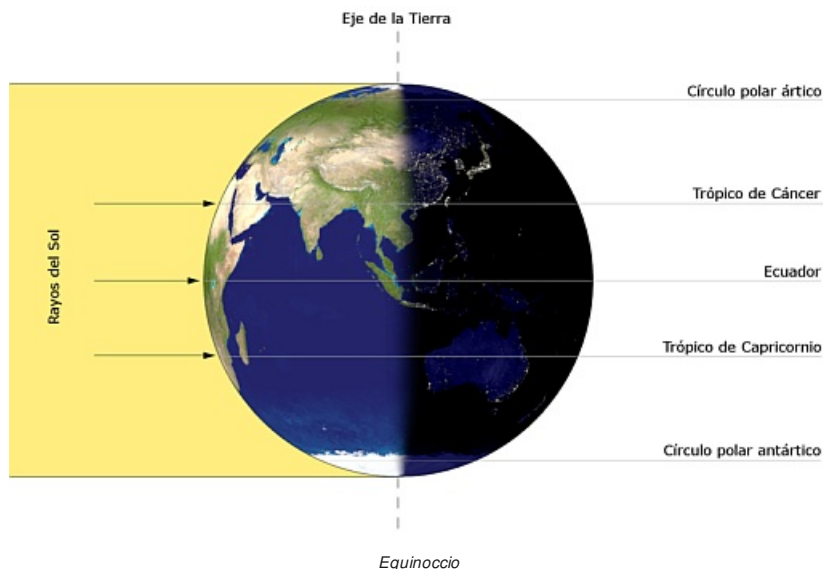 Eje de la Tierra
Círculo polar ártico
Trópico de Cáncer
Rayos del Sol
Ecuador
Trópico de Capricornio
Círculo polar antártico
Equinoccio